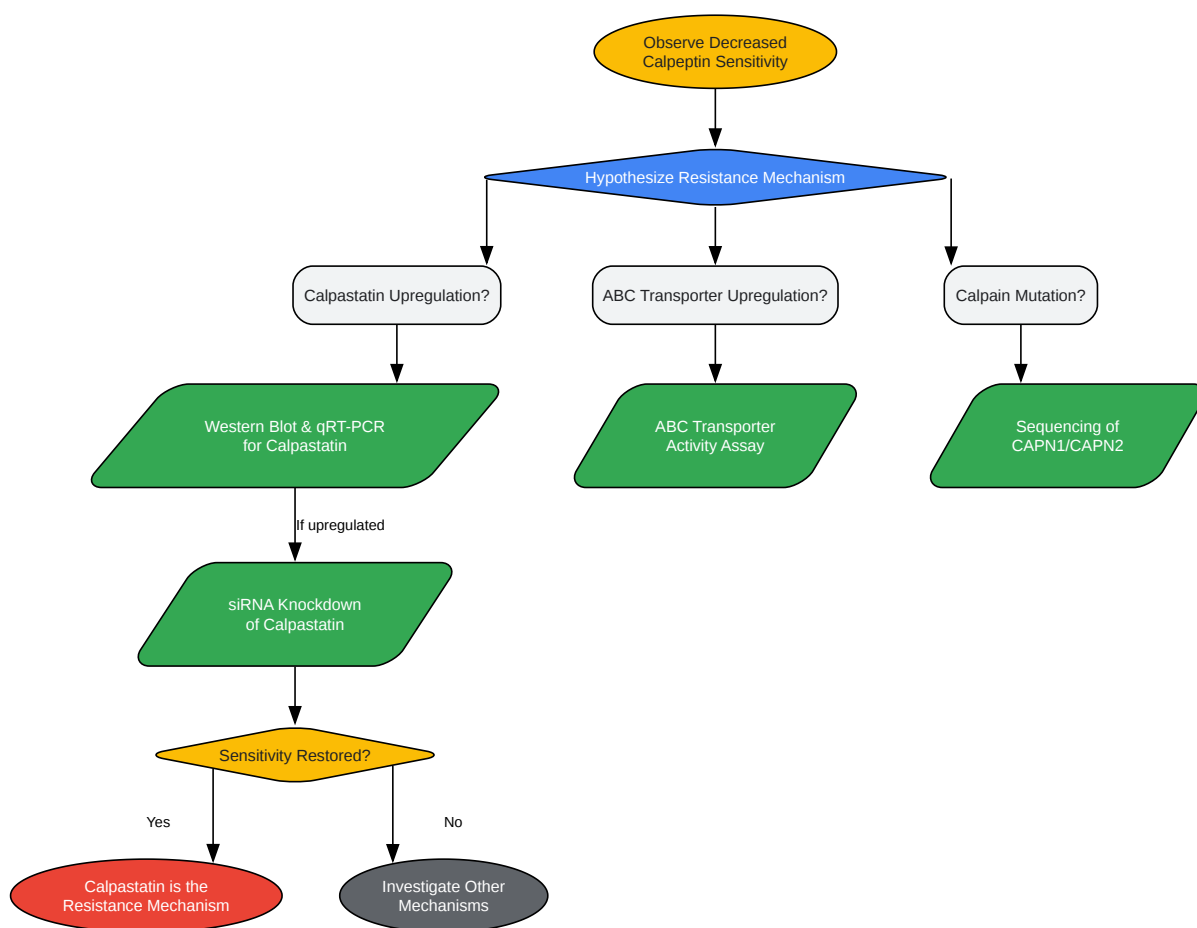 Observe Decreased
Calpeptin Sensitivity
Hypothesize Resistance Mechanism
Calpastatin Upregulation?
ABC Transporter Upregulation?
Calpain Mutation?
Western Blot & qRT-PCR
for Calpastatin
ABC Transporter
Activity Assay
Sequencing of
CAPN1/CAPN2
If upregulated
siRNA Knockdown
of Calpastatin
Sensitivity Restored?
Yes
No
Calpastatin is the
Resistance Mechanism
Investigate Other
Mechanisms